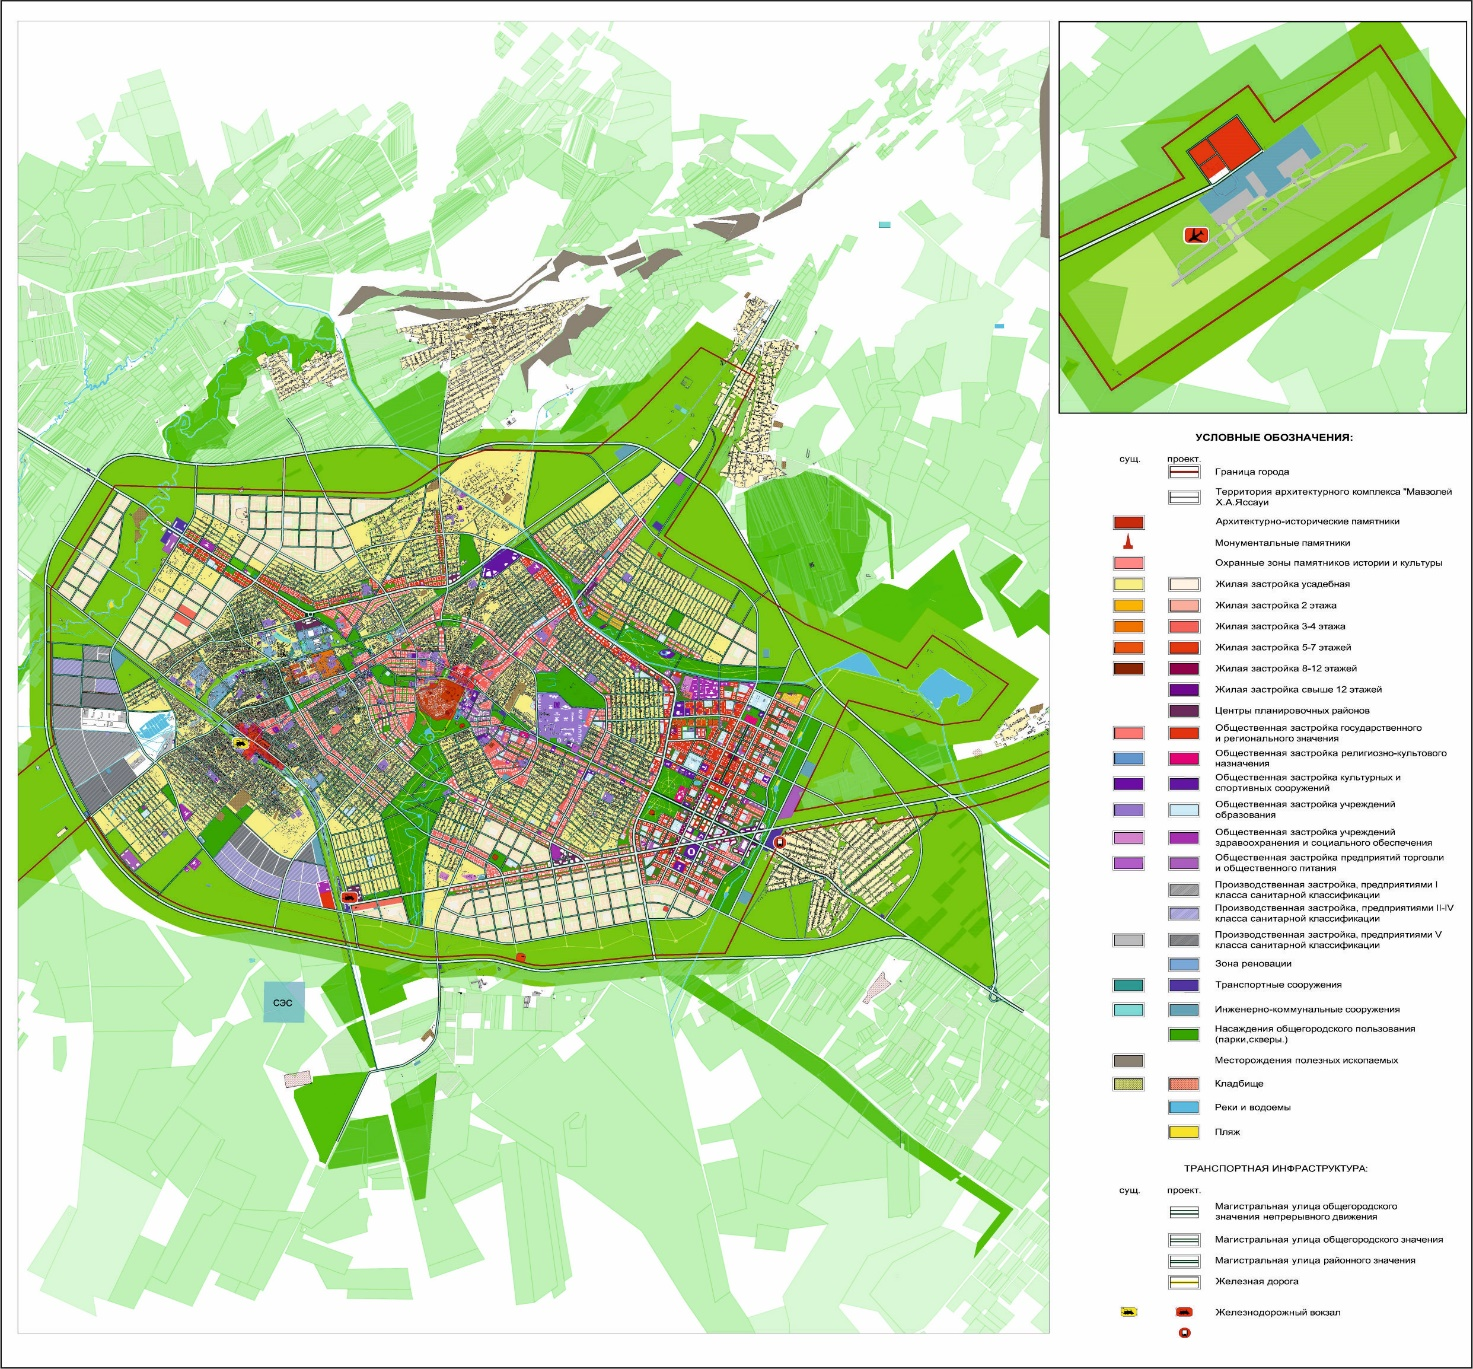 УСЛОВНЫЕ ОБОЗНАЧЕНИЯ:
сущ. проект.
Граница города
Территория архитектурного комплекса "Мавзолей
Х.А.Яссауи
Архитектурно-исторические памятники
Монументальные памятники
Охранные зоны памятников истории и культуры
Жилая застройка усадебная
Жилая застройка 2 этажа
Жилая застройка 3-4 этажа
Жилая застройка 5-7 этажей
Жилая застройка 8-12 этажей
Жилая застройка свыше 12 этажей
Центры планировочных районов
Общественная застройка государственного
и регионального значения
Общественная застройка религиозно-культового
назначения
Общественная застройка культурных и
спортивных сооружений
Общественная застройка учреждений
образования
Общественная застройка учреждений
здравоохранения и социального обеспечения
Общественная застройка предприятий торговли
и общественного питания
Производственная застройка, предприятиями I
класса санитарной классификации
Производственная застройка, предприятиями II-IV
класса санитарной классификации
Производственная застройка, предприятиями V
класса санитарной классификации
Зона реновации
Транспортные сооружения
Инженерно-коммунальные сооружения
Насаждения общегородского пользования
(парки,скверы.)
Месторождения полезных ископаемых
Кладбище
Реки и водоемы
Пляж
ТРАНСПОРТНАЯ ИНФРАСТРУКТУРА:
сущ. проект.
Магистральная улица общегородского
значения непрерывного движения
Магистральная улица общегородского значения
Магистральная улица районного значения
Железная дорога
Железнодорожный вокзал
СЭС